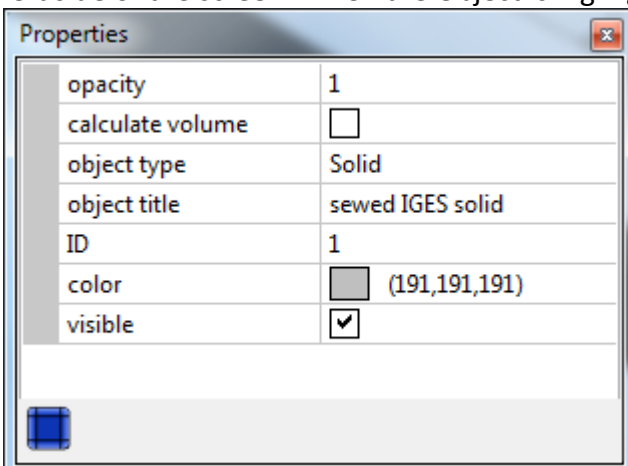 Properties
opacity 1
calculate volume
object type Solid
object title sewed IGES solid
ID 1
color (191,191,191)
visible